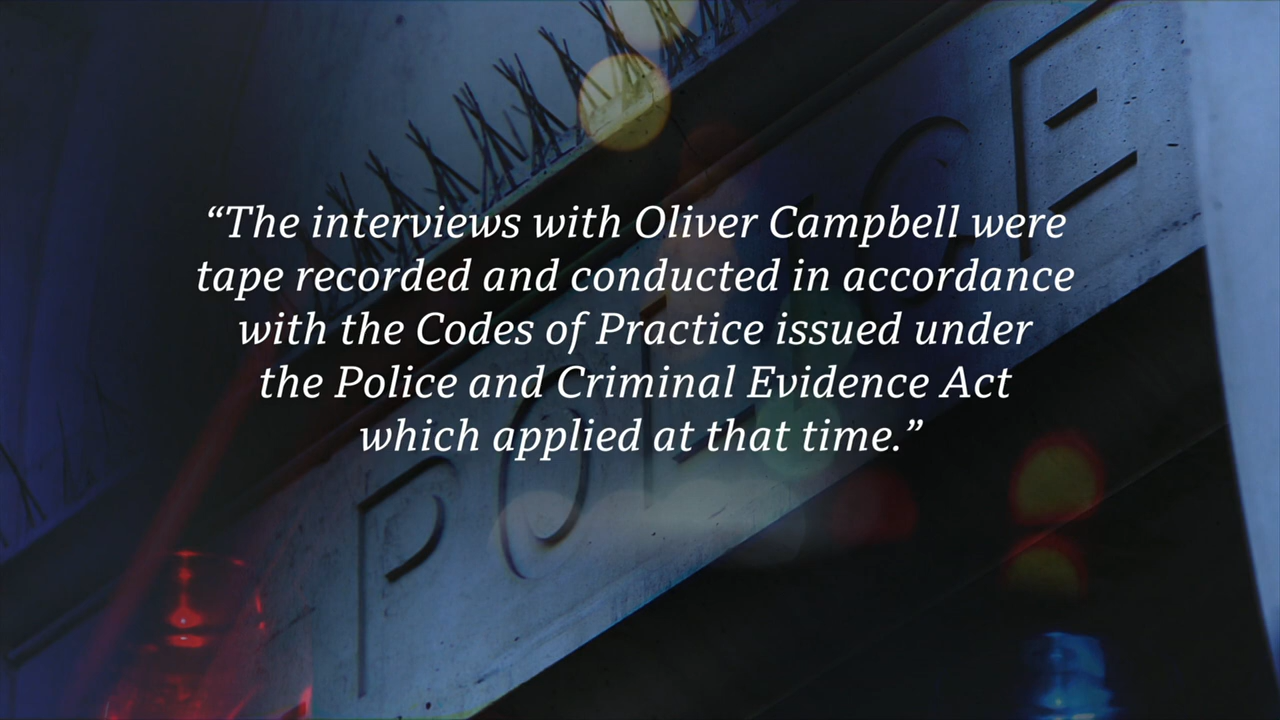 “The interviews with Oliver Campbell were
tape recorded and conducted in accordance
with the Codes of Practice issued under
the Police and Criminal Evidence Act
which applied at that time.”
POLICE